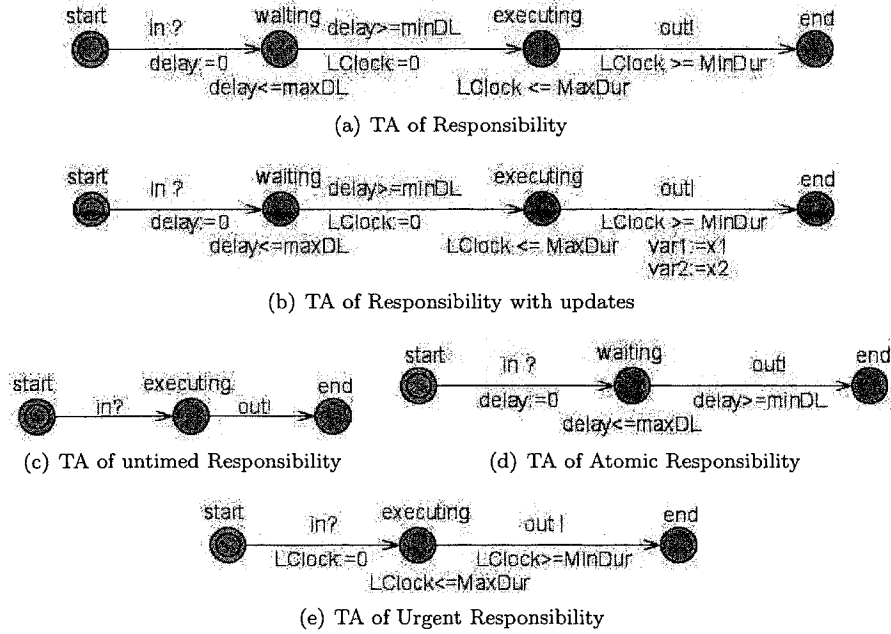 start in ? waiting delay>=minDL executing out! end
delay:=0 LClock:=0 LClock >= MinDur
delay<=maxDL LClock <= MaxDur
(a) TA of Responsibility
start in ? waiting delay>=minDL executing out! end
delay:=0 LClock:=0 LClock >= MinDur
delay<=maxDL LClock <= MaxDur var1:=x1
var2:=x2
(b) TA of Responsibility with updates
start executing end
in? out!
(c) TA of untimed Responsibility
start in ? waiting out! end
delay:=0 delay>=minDL
delay<=maxDL
(d) TA of Atomic Responsibility
start in? executing out ! end
LClock:=0 LClock>=MinDur
LClock<=MaxDur
(e) TA of Urgent Responsibility